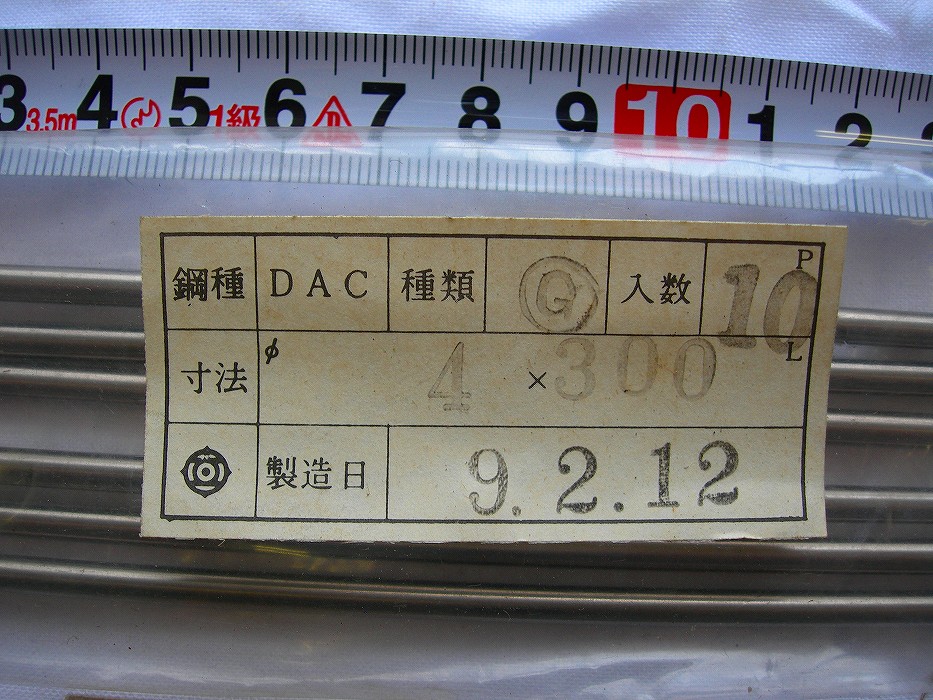 3 3.5m 4 5 1級 6 7 8 9 10 1 2
鋼種 DAC 種類 G 入数 10 P
寸法 φ 4 × 300 L
製造日 9.2.12